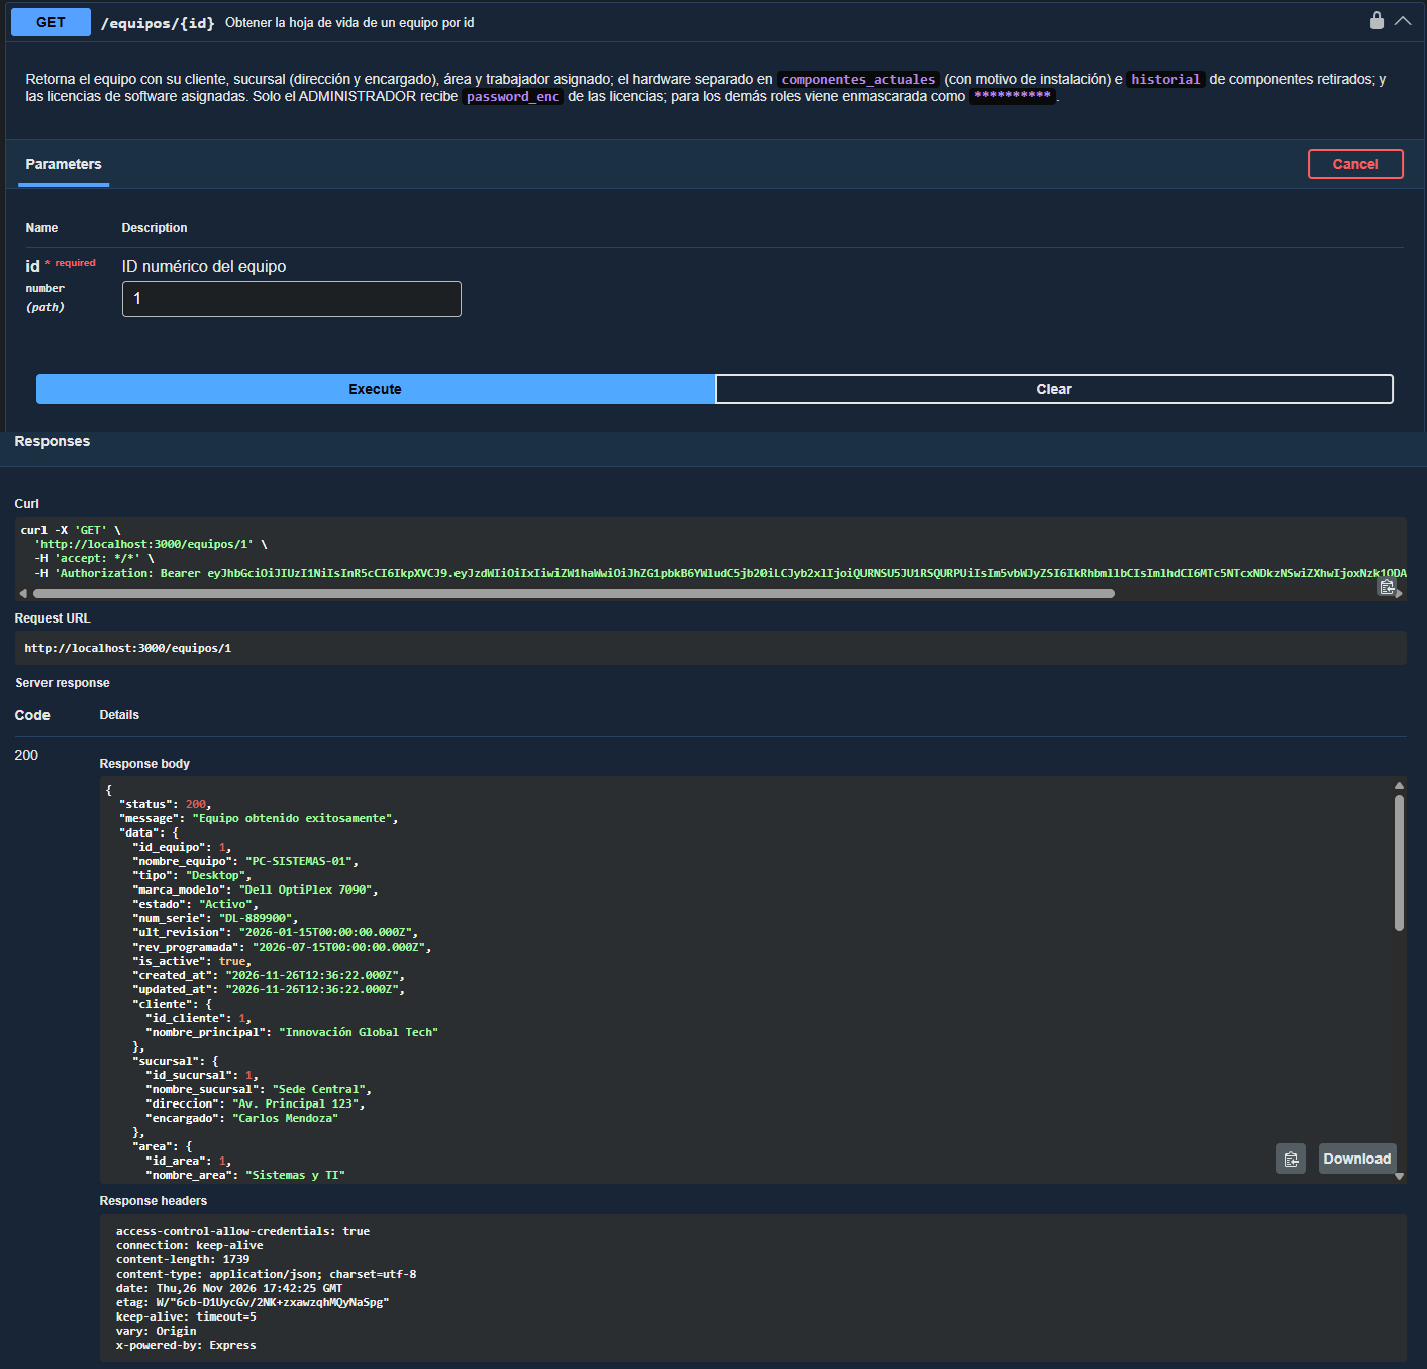 GET /equipos/{id} Obtener la hoja de vida de un equipo por id
Retorna el equipo con su cliente, sucursal (dirección y encargado), área y trabajador asignado; el hardware separado en componentes_actuales (con motivo de instalación) e historial de componentes retirados; y
las licencias de software asignadas. Solo el ADMINISTRADOR recibe password_enc de las licencias; para los demás roles viene enmascarada como ********** .
Parameters
Cancel
Name Description
id * required ID numérico del equipo
number
(path)
1
Execute Clear
Responses
Curl
curl -X 'GET' \
'http://localhost:3000/equipos/1' \
-H 'accept: */*' \
-H 'Authorization: Bearer
Request URL
http://localhost:3000/equipos/1
Server response
Code Details
200
Response body
{
"status": 200,
"message": "Equipo obtenido exitosamente",
"data": {
"id_equipo": 1,
"nombre_equipo": "PC-SISTEMAS-01",
"tipo": "Desktop",
"marca_modelo": "Dell OptiPlex 7090",
"estado": "Activo",
"num_serie": "DL-889900",
"ult_revision": "2026-01-15T00:00:00.000Z",
"rev_programada": "2026-07-15T00:00:00.000Z",
"is_active": true,
"created_at": "2026-11-26T12:36:22.000Z",
"updated_at": "2026-11-26T12:36:22.000Z",
"cliente": {
"id_cliente": 1,
"nombre_principal": "Innovación Global Tech"
},
"sucursal": {
"id_sucursal": 1,
"nombre_sucursal": "Sede Central",
"direccion": "Av. Principal 123",
"encargado": "Carlos Mendoza"
},
"area": {
"id_area": 1,
"nombre_area": "Sistemas y TI"
Download
Response headers
access-control-allow-credentials: true
connection: keep-alive
content-length: 1739
content-type: application/json; charset=utf-8
date: Thu,26 Nov 2026 17:42:25 GMT
etag: W/"6cb-D1UycGv/2NK+zxawzqhMQyNaSpg"
keep-alive: timeout=5
vary: Origin
x-powered-by: Express